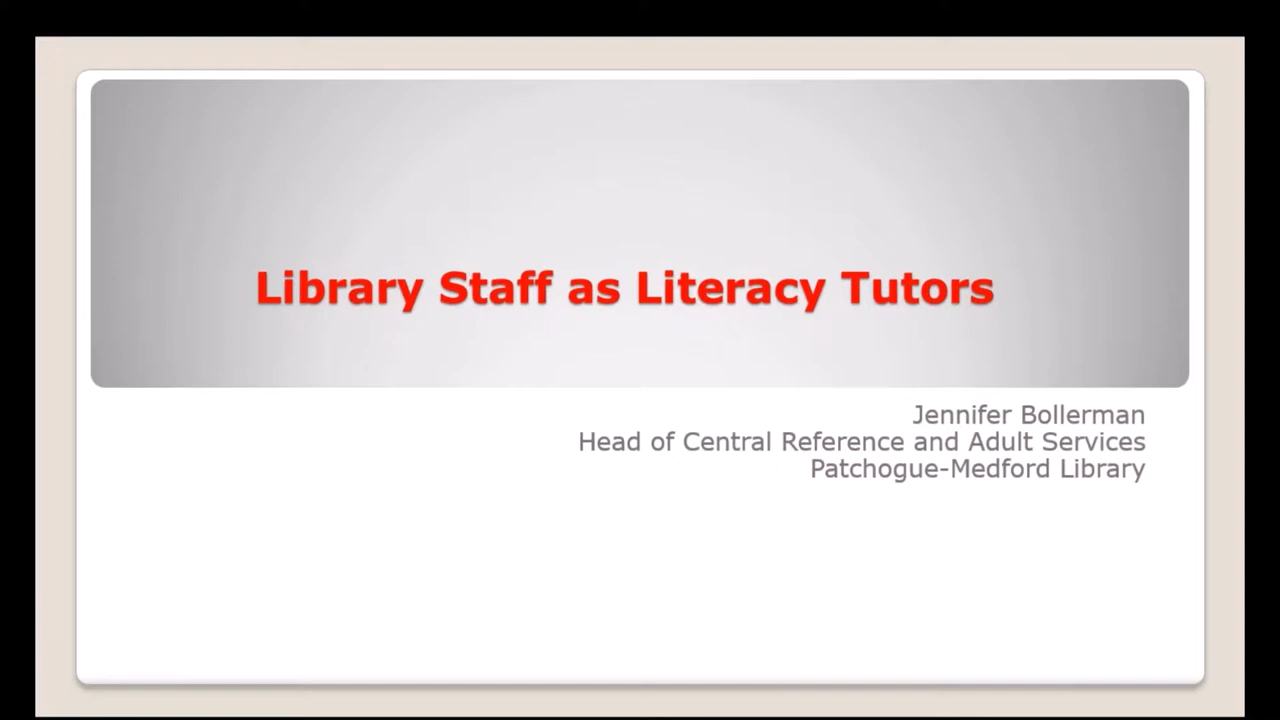 Library Staff as Literacy Tutors
Jennifer Bollerman
Head of Central Reference and Adult Services
Patchogue-Medford Library